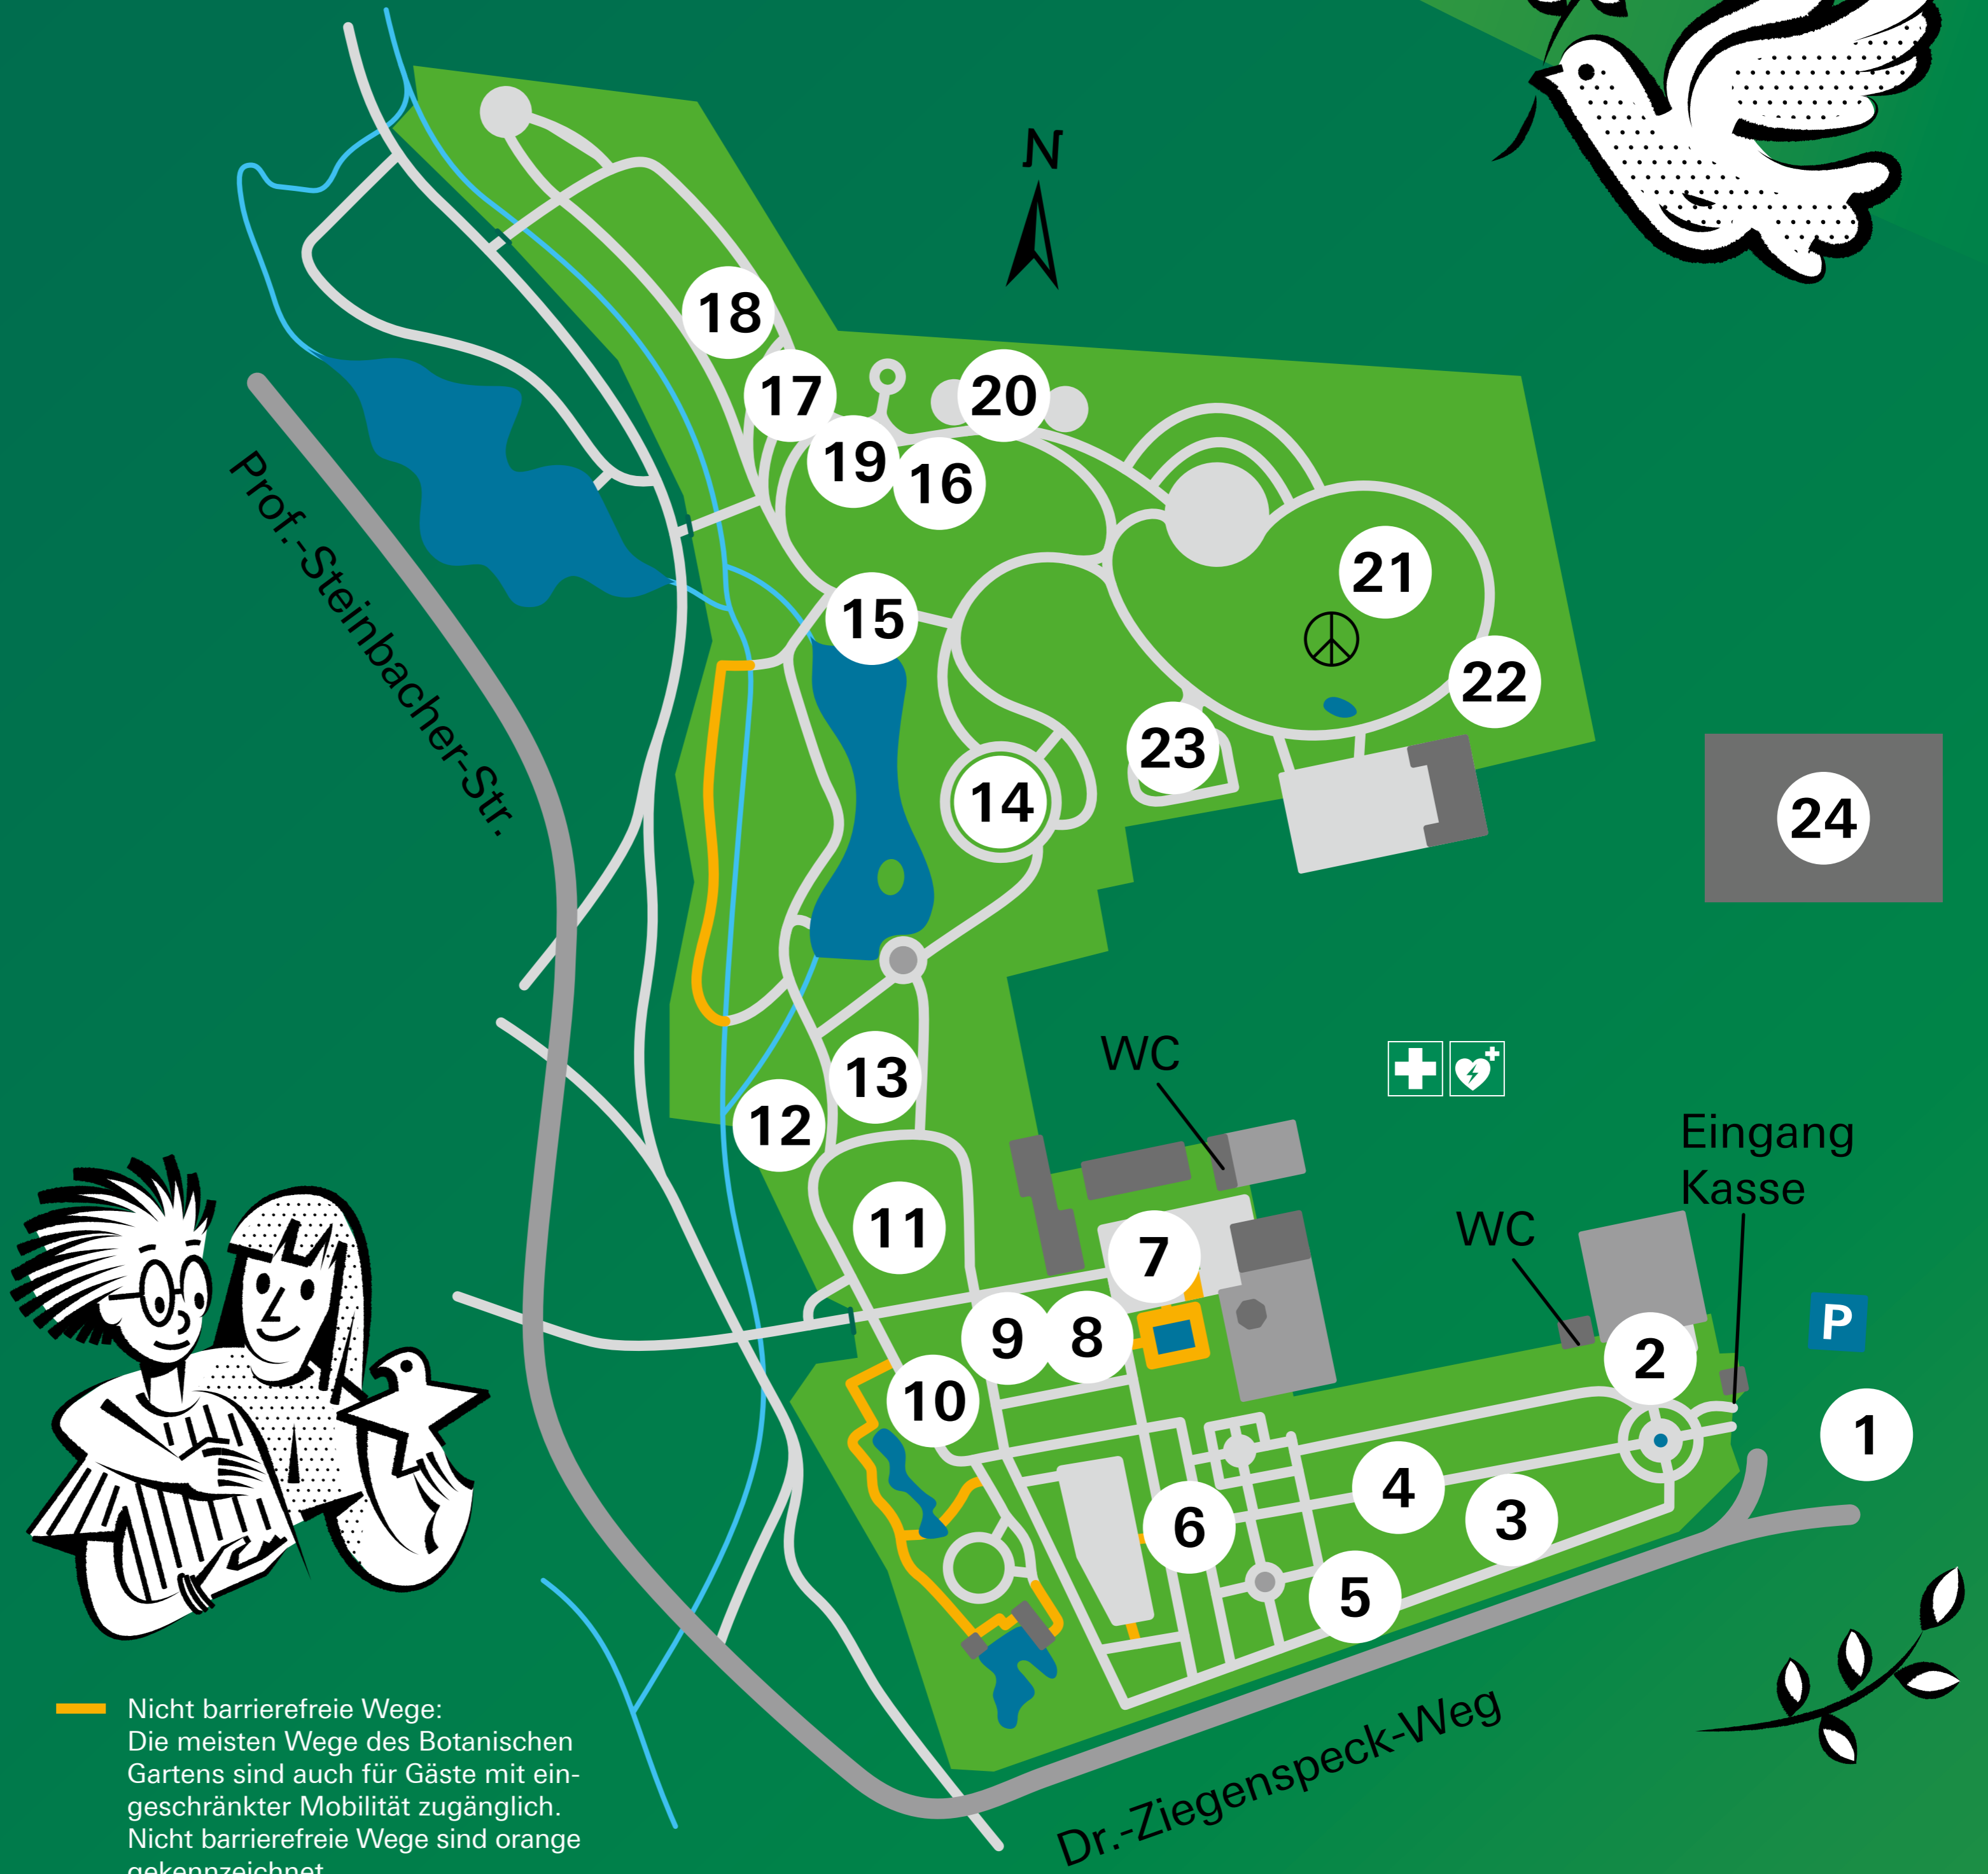 N
18
17
20
19
16
21
15
22
23
14
24
Prof.-Steinbacher-Str.
WC
13
12
Eingang
Kasse
WC
11
7
P
9
8
2
10
1
4
3
6
5
Dr.-Ziegenspeck-Weg
Nicht barrierefreie Wege:
Die meisten Wege des Botanischen
Gartens sind auch für Gäste mit ein-
geschränkter Mobilität zugänglich.
Nicht barrierefreie Wege sind orange
gekennzeichnet